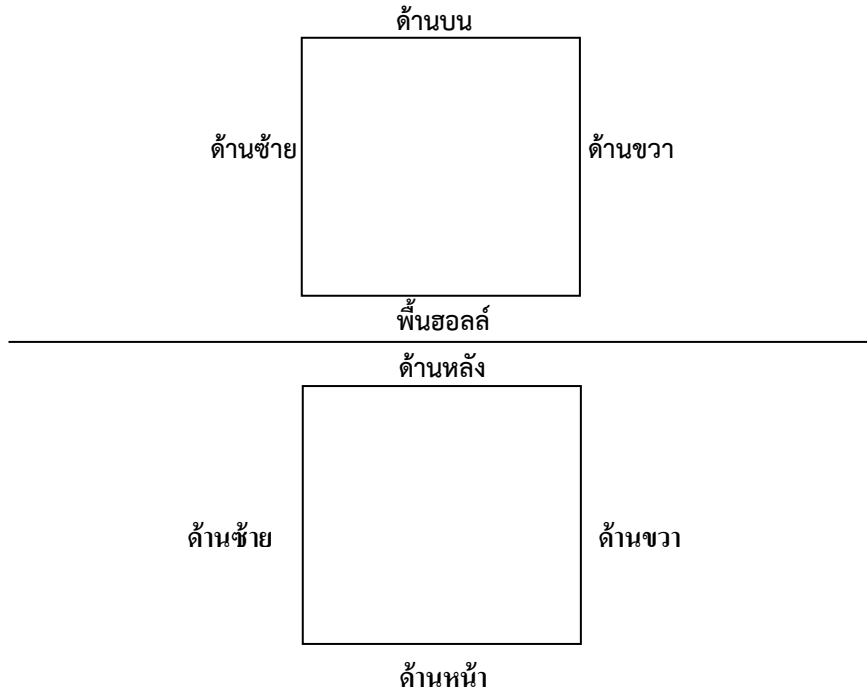 ด้านบน
ด้านซ้าย ด้านขวา
พื้นฮอลล์
ด้านหลัง
ด้านซ้าย ด้านขวา
ด้านหน้า